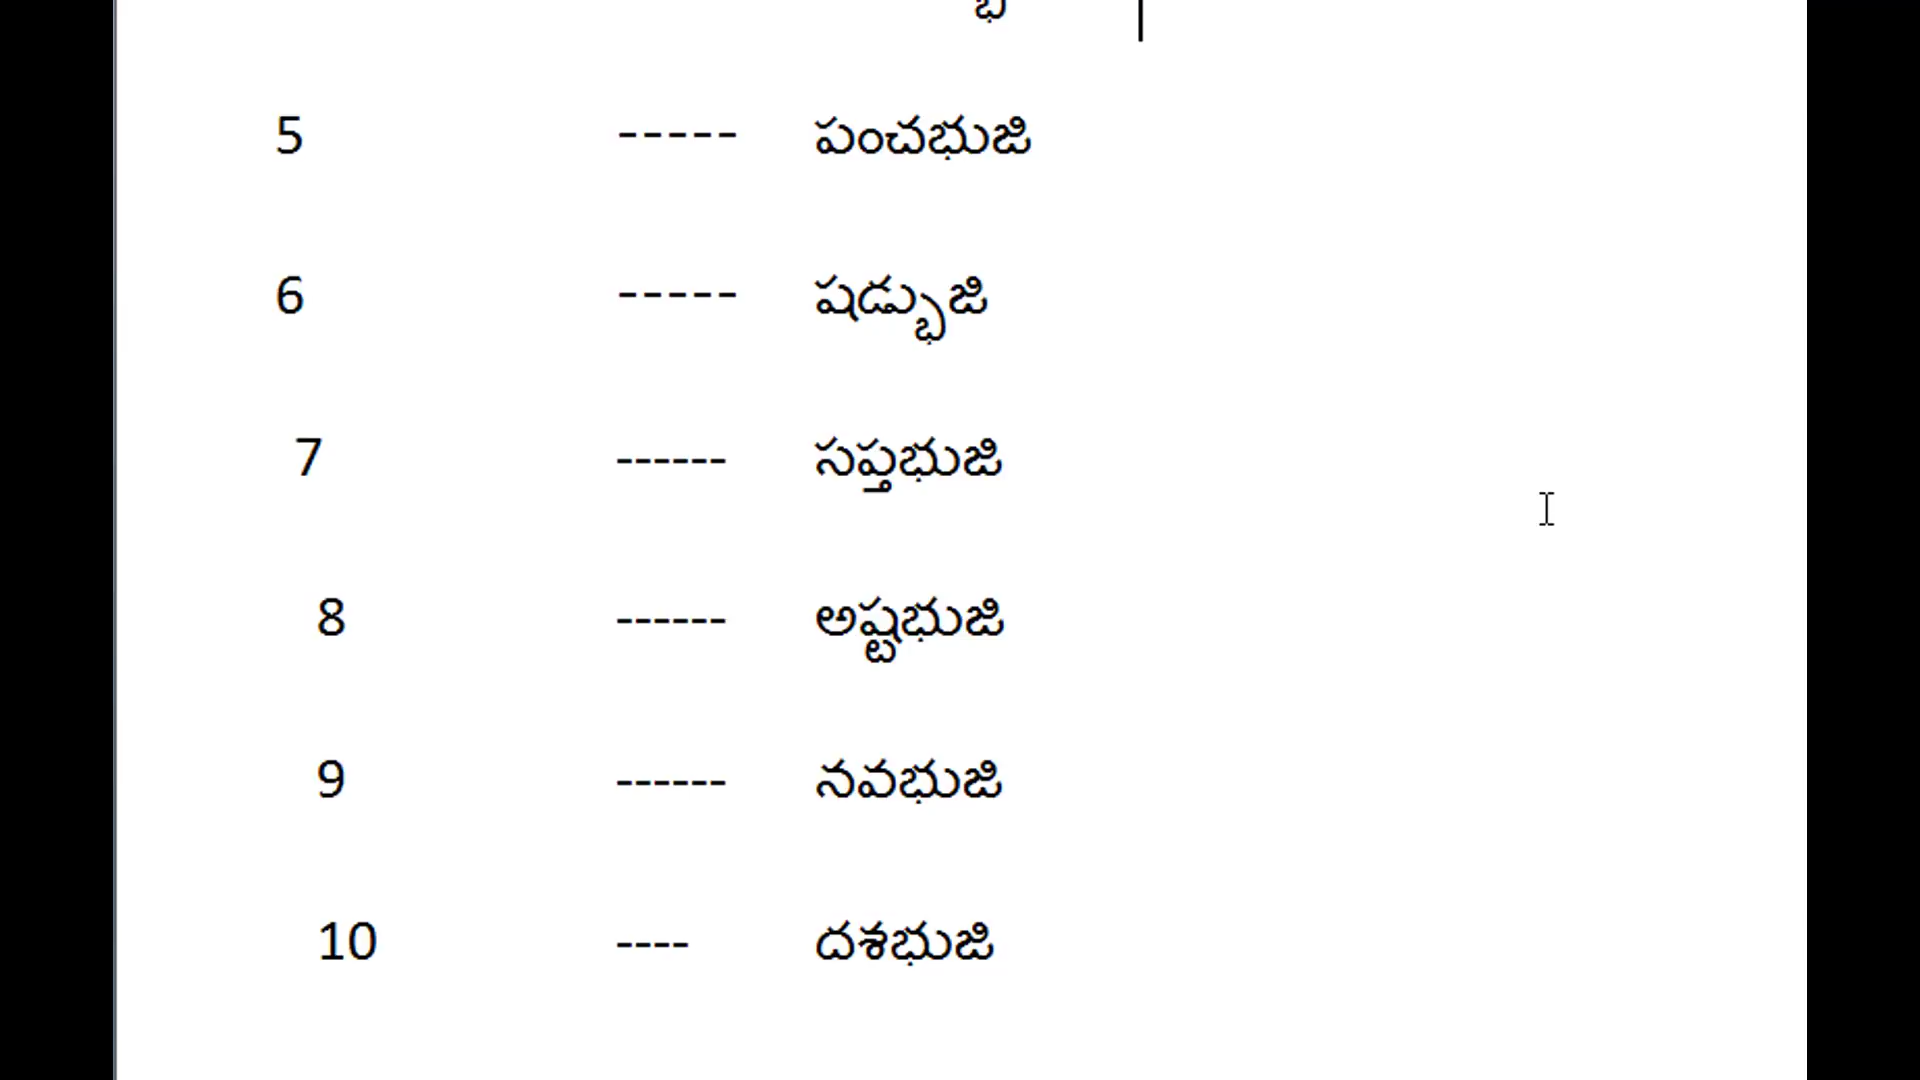 5 ----- పంచభుజి
6 ----- షడ్భుజి
7 ------ సప్తభుజి
8 ------ అష్టభుజి
9 ------ నవభుజి
10 ---- దశభుజి